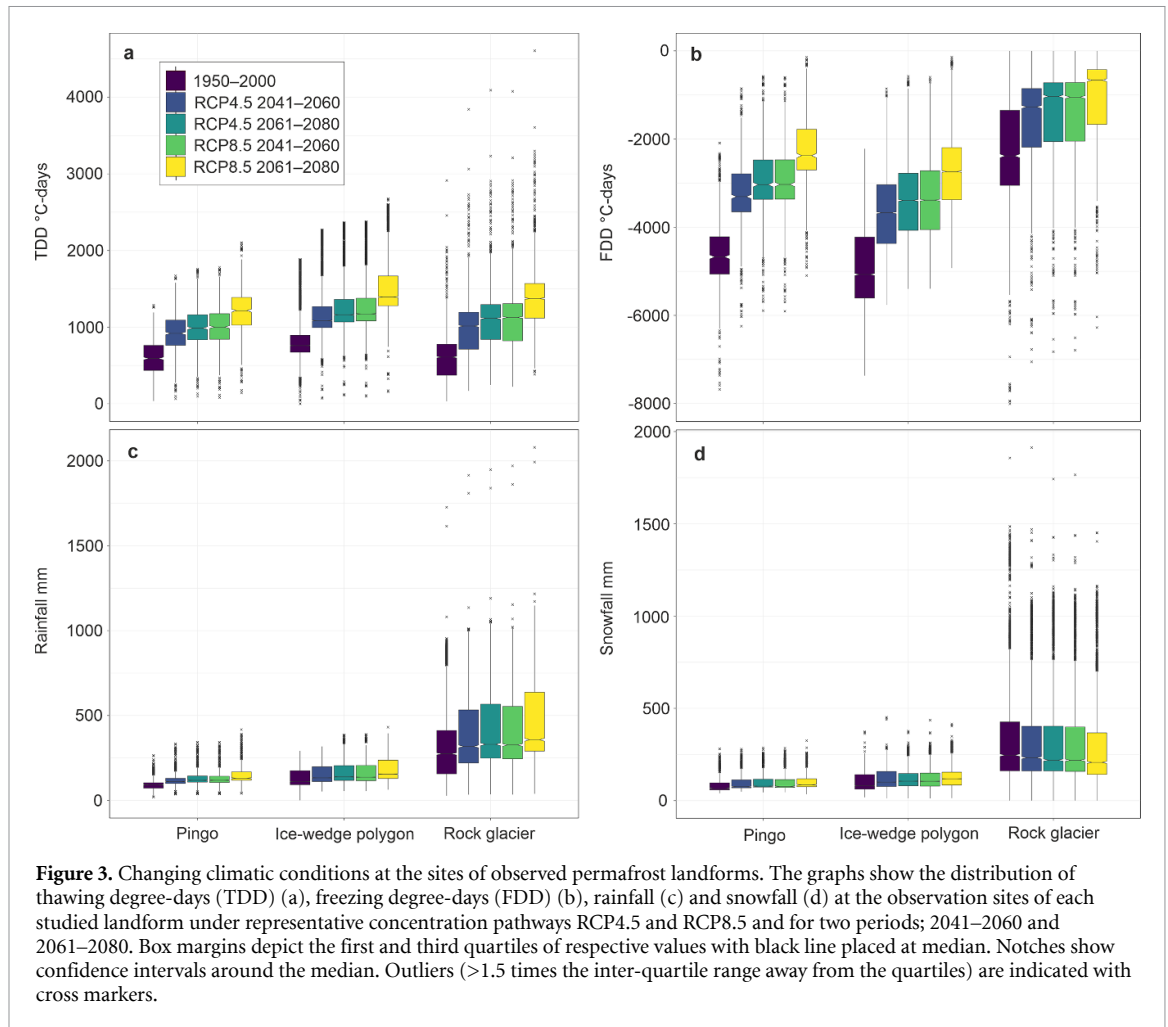 a
1950–2000
RCP4.5 2041–2060
RCP4.5 2061–2080
RCP8.5 2041–2060
RCP8.5 2061–2080
TDD °C-days
4000
3000
2000
1000
0
b
FDD °C-days
0
-2000
-4000
-6000
-8000
c
Rainfall mm
2000
1500
1000
500
0
Pingo
Ice-wedge polygon
Rock glacier
d
Snowfall mm
2000
1500
1000
500
0
Pingo
Ice-wedge polygon
Rock glacier
Figure 3. Changing climatic conditions at the sites of observed permafrost landforms. The graphs show the distribution of
thawing degree-days (TDD) (a), freezing degree-days (FDD) (b), rainfall (c) and snowfall (d) at the observation sites of each
studied landform under representative concentration pathways RCP4.5 and RCP8.5 and for two periods; 2041–2060 and
2061–2080. Box margins depict the first and third quartiles of respective values with black line placed at median. Notches show
confidence intervals around the median. Outliers (>1.5 times the inter-quartile range away from the quartiles) are indicated with
cross markers.